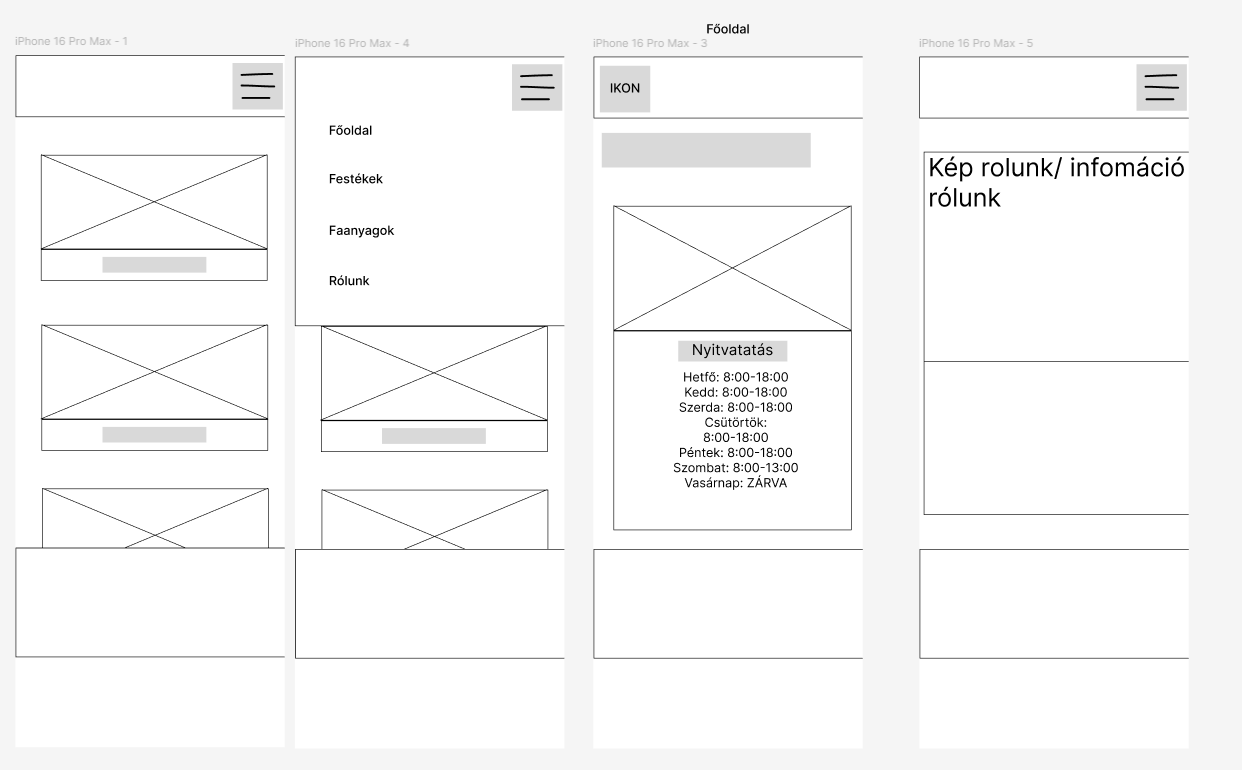 Főoldal
iPhone 16 Pro Max - 1
iPhone 16 Pro Max - 4
Főoldal
Festékek
Faanyagok
Rólunk
iPhone 16 Pro Max - 3
IKON
Nyitvatatás
Hetfő: 8:00-18:00
Kedd: 8:00-18:00
Szerda: 8:00-18:00
Csütörtök:
8:00-18:00
Péntek: 8:00-18:00
Szombat: 8:00-13:00
Vasárnap: ZÁRVA
iPhone 16 Pro Max - 5
Kép rolunk/ infomáció
rólunk